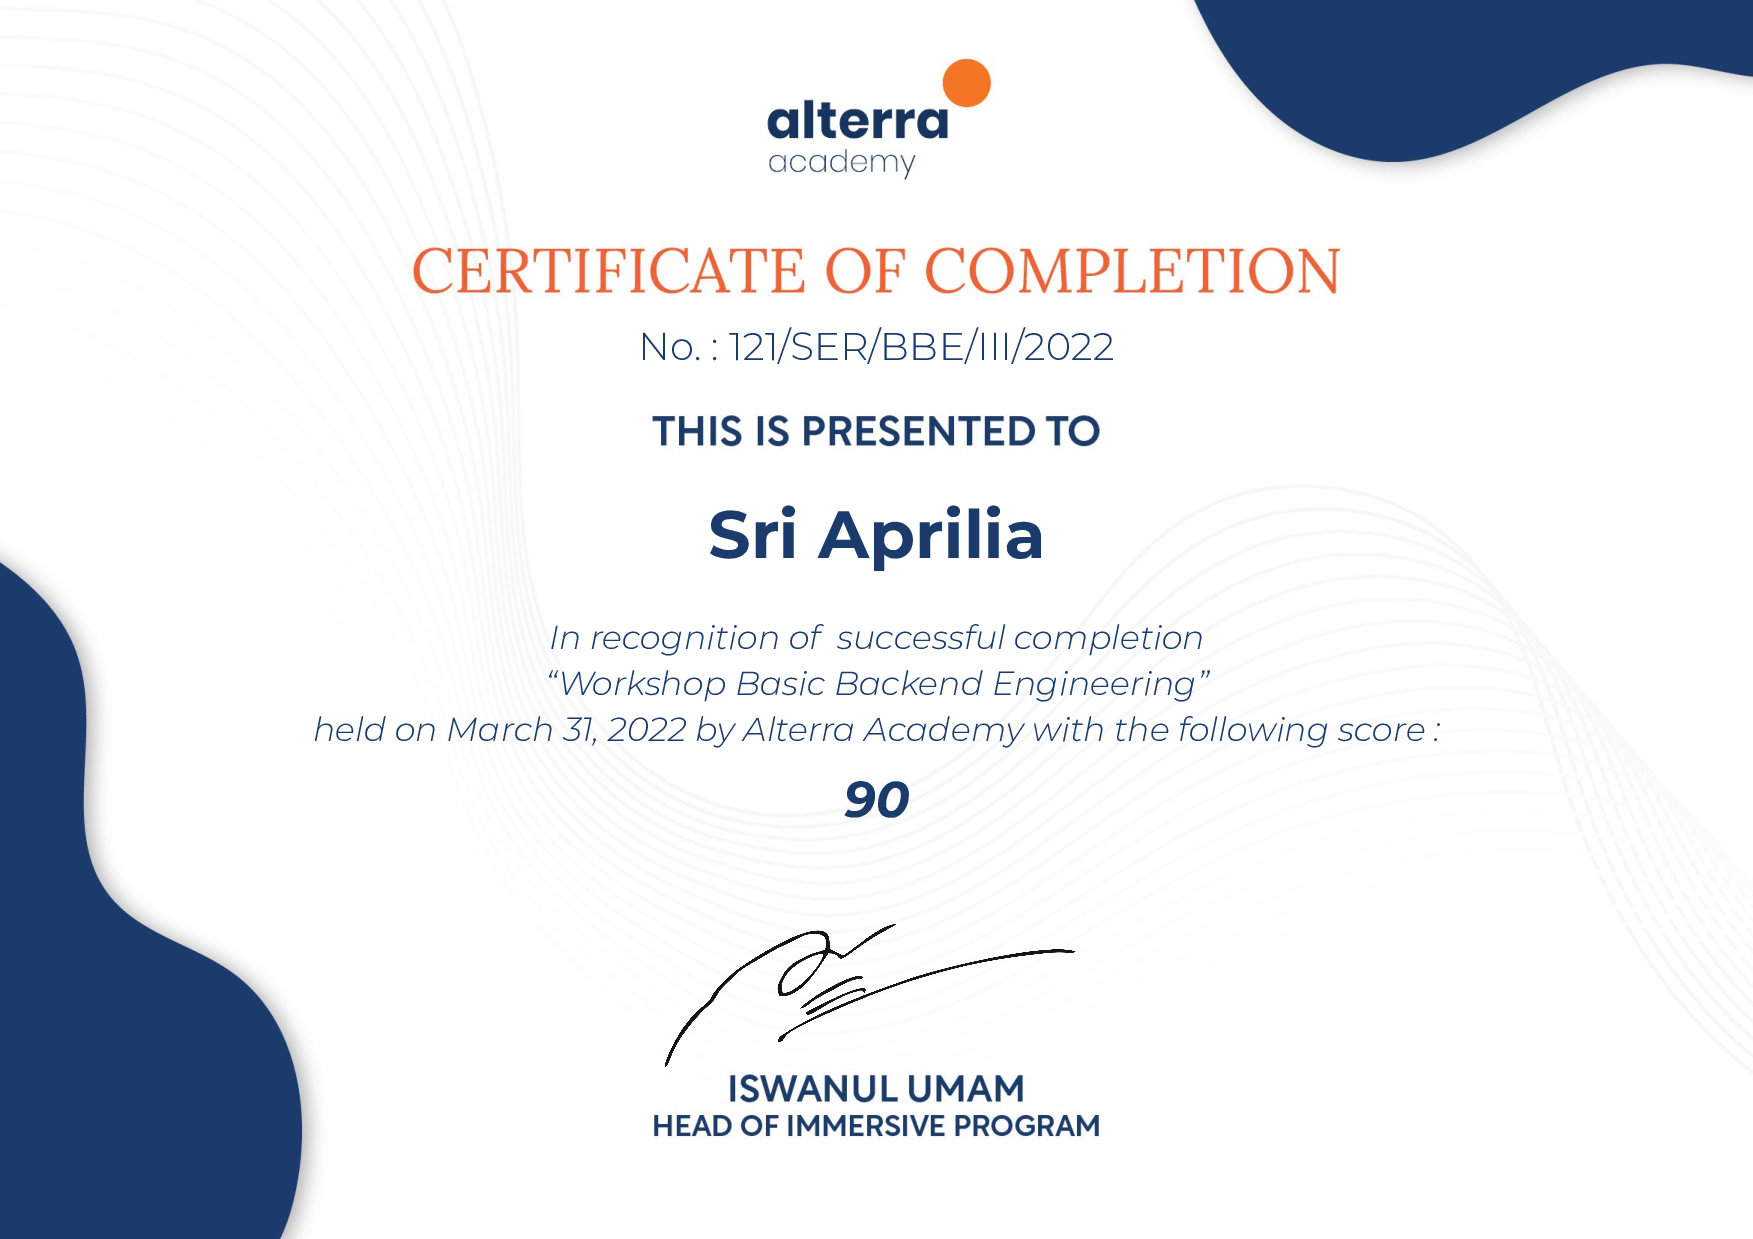 alterra
academy
CERTIFICATE OF COMPLETION
No. : 121/SER/BBE/III/2022
THIS IS PRESENTED TO
Sri Aprilia
In recognition of  successful completion
“Workshop Basic Backend Engineering”
held on March 31, 2022 by Alterra Academy with the following score :
90
ISWANUL UMAM
HEAD OF IMMERSIVE PROGRAM